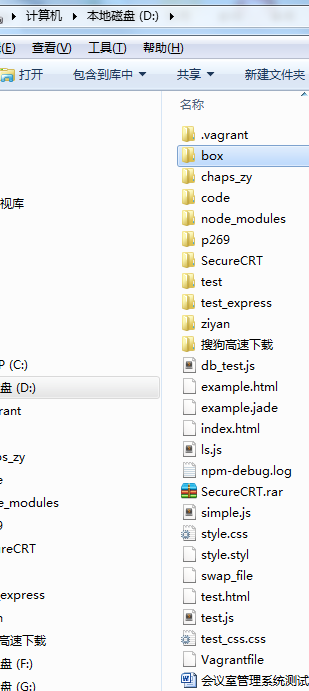 计算机 ▸ 本地磁盘 (D:) ▸
(E) 查看(V) 工具(T) 帮助(H)
打开 包含到库中 共享 新建文件夹
名称
.vagrant
box
chaps_zy
视库
code
node_modules
p269
SecureCRT
test
test_express
ziyan
搜狗高速下载
P (C:)
db_test.js
盘 (D:)
example.html
rant
example.jade
index.html
ls.js
os_zy
npm-debug.log
e
SecureCRT.rar
e_modules
simple.js
9
style.css
ureCRT
style.styl
swap_file
_express
test.html
n
test.js
高速下载
test_css.css
盘 (F:)
Vagrantfile
盘 (G:)
会议室管理系统测试